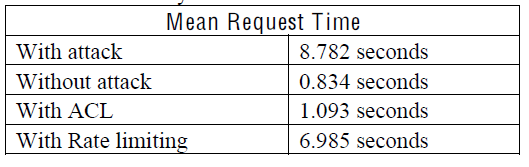 Mean Request Time
With attack 8.782 seconds
Without attack 0.834 seconds
With ACL 1.093 seconds
With Rate limiting 6.985 seconds